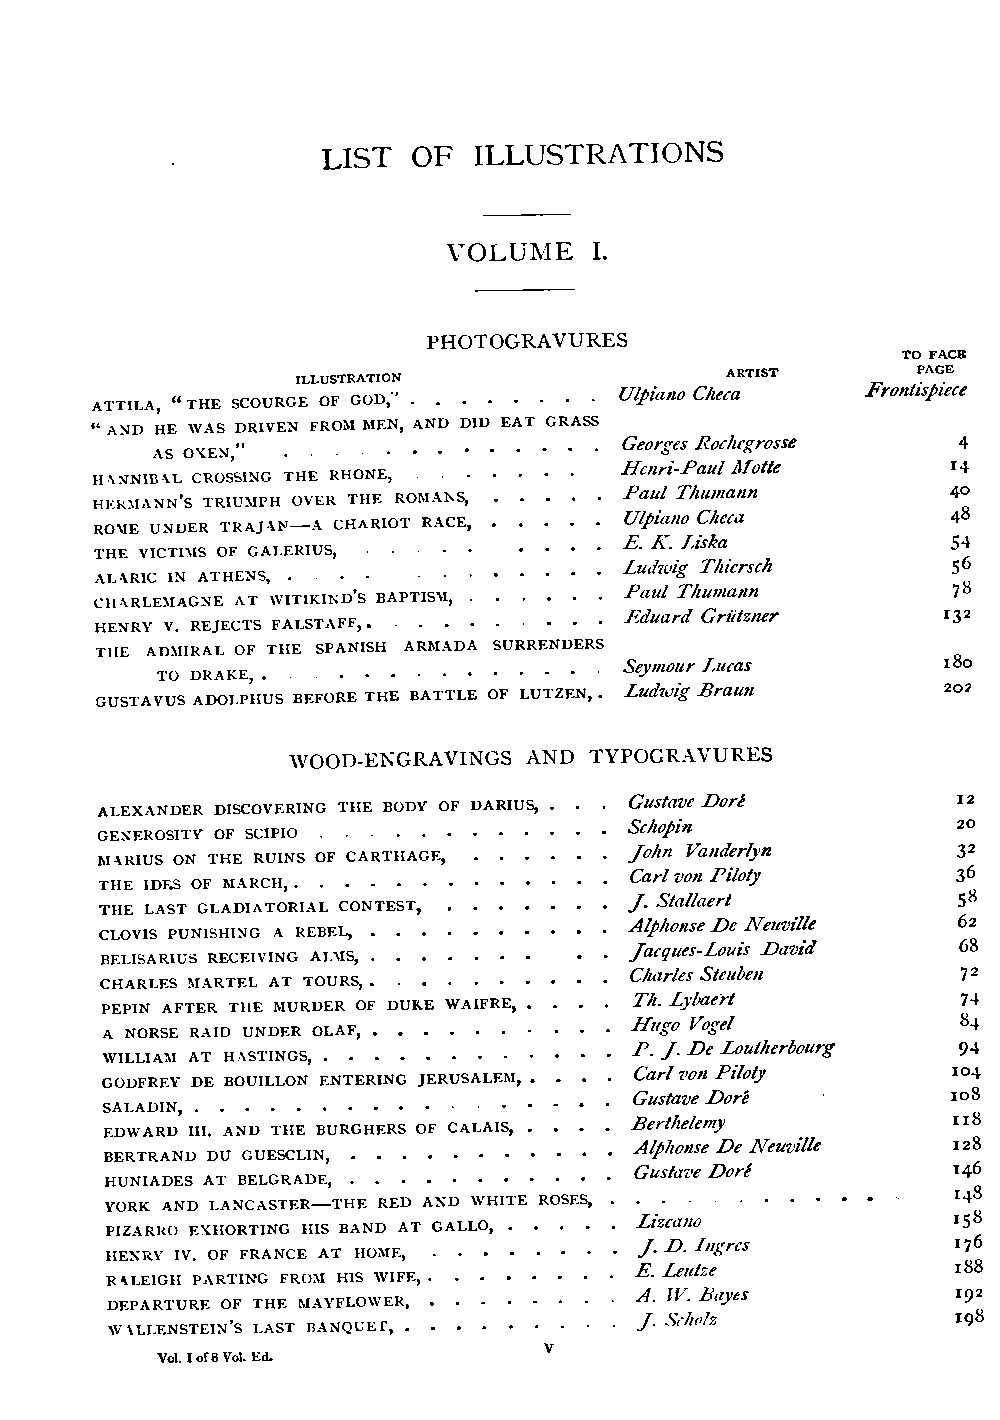 LIST OF ILLUSTRATIONS
VOLUME I.
PHOTOGRAVURES
ILLUSTRATION ARTIST TO FACE PAGE
ATTILA, “THE SCOURGE OF GOD,” . . . . . . . . Ulpiano Checa Frontispiece
“AND HE WAS DRIVEN FROM MEN, AND DID EAT GRASS
AS OXEN,” . . . . . . . . . . . . Georges Rochegrosse 4
HANNIBAL CROSSING THE RHONE, . . . . . . . Henri-Paul Motte 14
HERMANN'S TRIUMPH OVER THE ROMANS, . . . . . Paul Thumann 40
ROME UNDER TRAJAN—A CHARIOT RACE, . . . . . Ulpiano Checa 48
THE VICTIMS OF GALERIUS, . . . . . . . . E. K. Liska 54
ALARIC IN ATHENS, . . . . . . . . . . . Ludwig Thiersch 56
CHARLEMAGNE AT WITIKIND'S BAPTISM, . . . . . . Paul Thumann 78
HENRY V. REJECTS FALSTAFF, . . . . . . . . . . Eduard Grützner 132
THE ADMIRAL OF THE SPANISH ARMADA SURRENDERS
TO DRAKE, . . . . . . . . . . . . . . Seymour Lucas 180
GUSTAVUS ADOLPHUS BEFORE THE BATTLE OF LUTZEN, . Ludwig Braun 202
WOOD-ENGRAVINGS AND TYPOGRAVURES
ALEXANDER DISCOVERING THE BODY OF DARIUS, . . . Gustave Doré 12
GENEROSITY OF SCIPIO . . . . . . . . . . . . Schopin 20
MARIUS ON THE RUINS OF CARTHAGE, . . . . . . John Vanderlyn 32
THE IDES OF MARCH, . . . . . . . . . . . . . Carl von Piloty 36
THE LAST GLADIATORIAL CONTEST, . . . . . . . J. Stallaert 58
CLOVIS PUNISHING A REBEL, . . . . . . . . . . Alphonse De Neuville 62
BELISARIUS RECEIVING ALMS, . . . . . . . . . Jacques-Louis David 68
CHARLES MARTEL AT TOURS, . . . . . . . . . . Charles Steuben 72
PEPIN AFTER THE MURDER OF DUKE WAIFRE, . . . . Th. Lybaert 74
A NORSE RAID UNDER OLAF, . . . . . . . . . . Hugo Vogel 84
WILLIAM AT HASTINGS, . . . . . . . . . . . . P. J. De Loutherbourg 94
GODFREY DE BOUILLON ENTERING JERUSALEM, . . . . Carl von Piloty 104
SALADIN, . . . . . . . . . . . . . . . . . Gustave Doré 108
EDWARD III. AND THE BURGHERS OF CALAIS, . . . . Berthelemy 118
BERTRAND DU GUESCLIN, . . . . . . . . . . . Alphonse De Neuville 128
HUNIADES AT BELGRADE, . . . . . . . . . . . Gustave Doré 146
YORK AND LANCASTER—THE RED AND WHITE ROSES, . . . . . . . . . . . . 148
PIZARRO EXHORTING HIS BAND AT GALLO, . . . . . Lizcano 158
HENRY IV. OF FRANCE AT HOME, . . . . . . . . J. D. Ingres 176
RALEIGH PARTING FROM HIS WIFE, . . . . . . . . E. Leutze 188
DEPARTURE OF THE MAYFLOWER, . . . . . . . . A. W. Bayes 192
WALLENSTEIN'S LAST BANQUET, . . . . . . . . . J. Scholz 198
Vol. I of 8 Vol. Ed. V